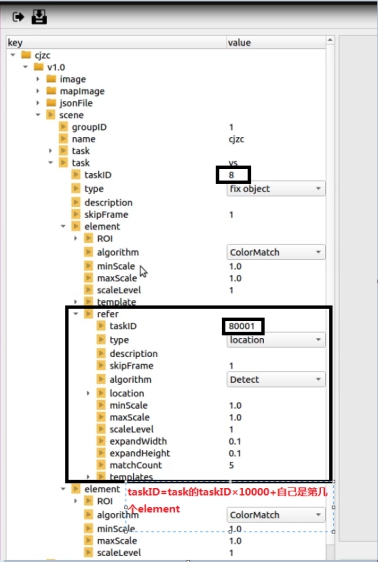 key value
cjzc
v1.0
image
mapImage
jsonFile
scene
groupID 1
name cjzc
task
task vs
taskID 8
type fix object
description
skipFrame 1
element
ROI
algorithm ColorMatch
minScale 1.0
maxScale 1.0
scaleLevel 1
template
refer
taskID 80001
type location
description
skipFrame 1
algorithm Detect
location
minScale 1.0
maxScale 1.0
scaleLevel 1
expandWidth 0.1
expandHeight 0.1
matchCount 5
templates
element taskID=task的taskID×10000+自己是第几
ROI 个element
algorithm ColorMatch
minScale 1.0
maxScale 1.0
scaleLevel 1